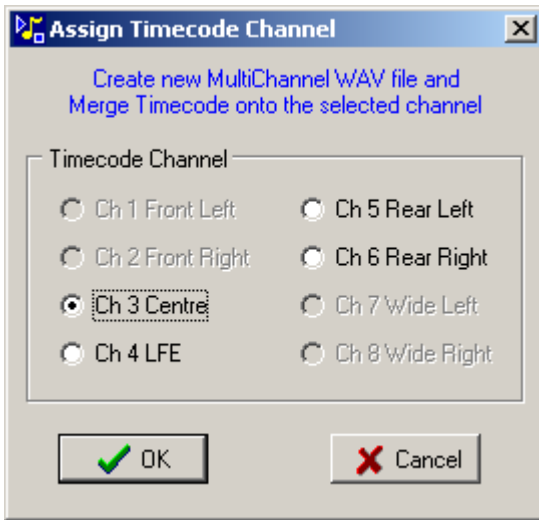 Assign Timecode Channel
Create new MultiChannel WAV file and
Merge Timecode onto the selected channel
Timecode Channel
Ch 1 Front Left
Ch 2 Front Right
Ch 3 Centre
Ch 4 LFE
Ch 5 Rear Left
Ch 6 Rear Right
Ch 7 Wide Left
Ch 8 Wide Right
OK
Cancel